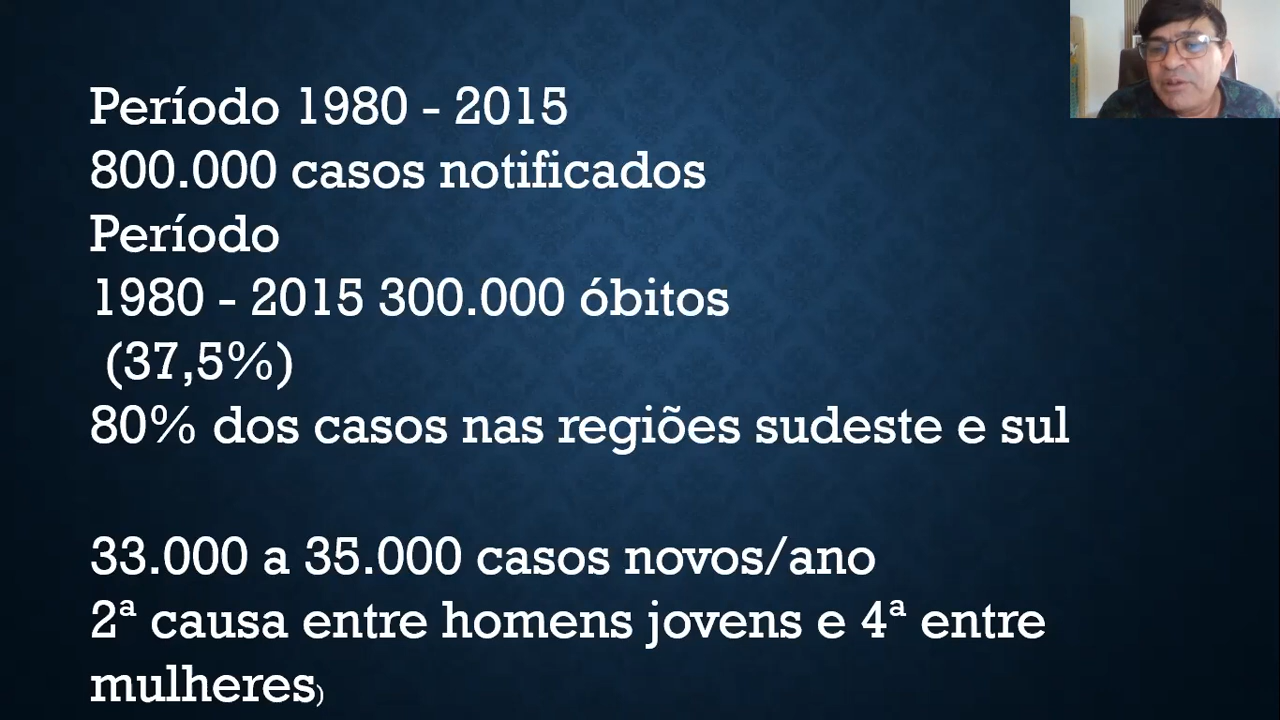 Período 1980 - 2015
800.000 casos notificados
Período
1980 - 2015 300.000 óbitos
(37,5%)
80% dos casos nas regiões sudeste e sul
33.000 a 35.000 casos novos/ano
2ª causa entre homens jovens e 4ª entre
mulheres)